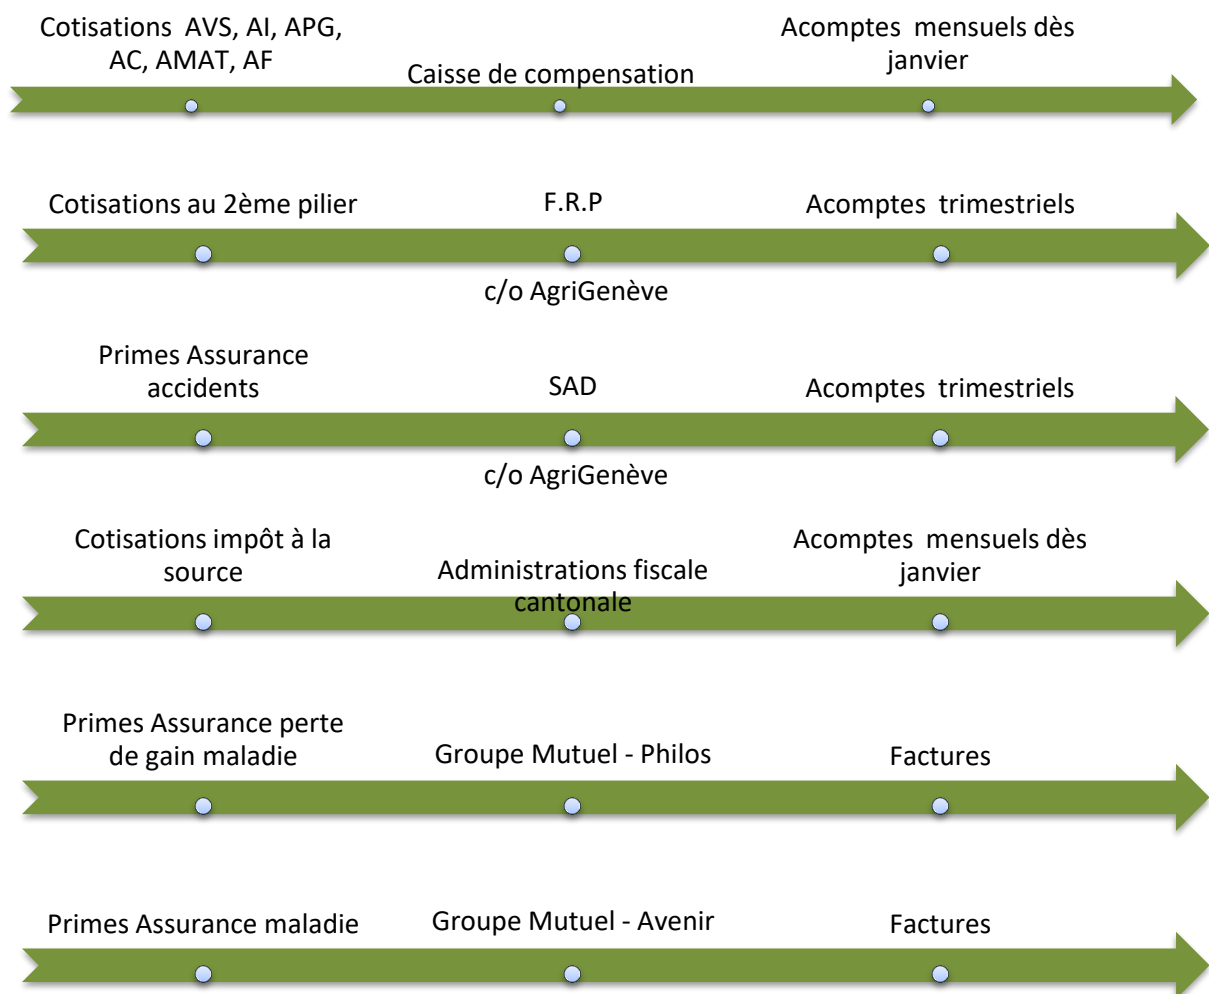 Cotisations AVS, AI, APG,
AC, AMAT, AF
Caisse de compensation
Acomptes mensuels dès
janvier
Cotisations au 2ème pilier
F.R.P
Acomptes trimestriels
c/o AgriGenève
Primes Assurance
accidents
SAD
Acomptes trimestriels
c/o AgriGenève
Cotisations impôt à la
source
Administrations fiscale
cantonale
Acomptes mensuels dès
janvier
Primes Assurance perte
de gain maladie
Groupe Mutuel - Philos
Factures
Primes Assurance maladie
Groupe Mutuel - Avenir
Factures